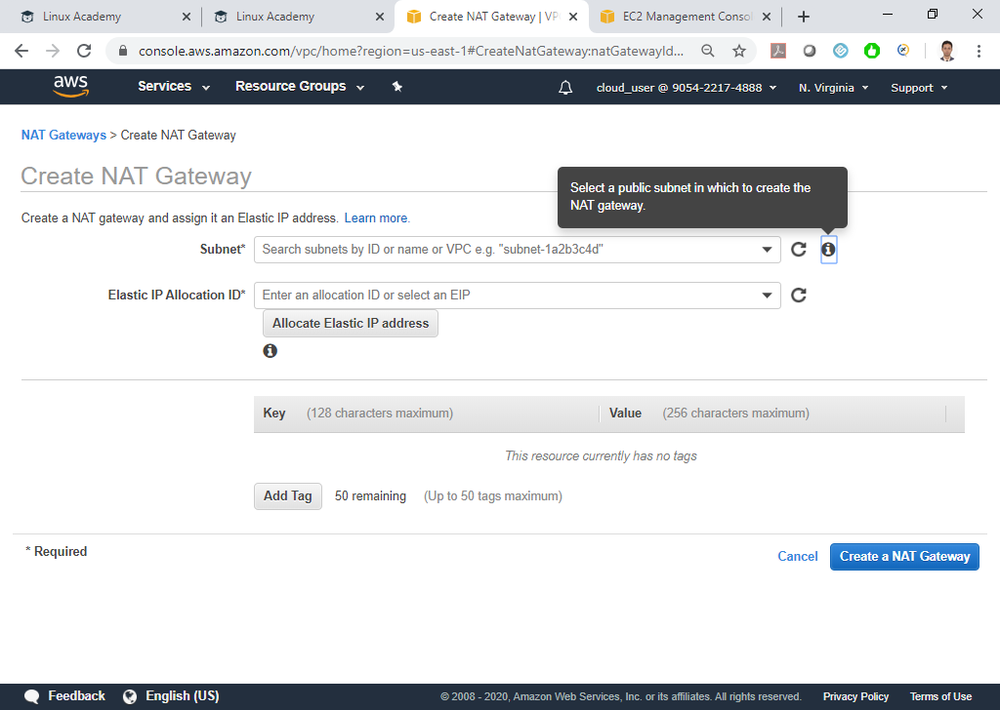 Linux Academy
Linux Academy
Create NAT Gateway | VP
EC2 Management Consol
console.aws.amazon.com/vpc/home?region=us-east-1#CreateNatGateway:natGatewayId...
aws
Services
Resource Groups
cloud_user @ 9054-2217-4888
N. Virginia
Support
NAT Gateways > Create NAT Gateway
Create NAT Gateway
Select a public subnet in which to create the
NAT gateway.
Create a NAT gateway and assign it an Elastic IP address. Learn more.
Subnet* Search subnets by ID or name or VPC e.g. "subnet-1a2b3c4d"
Elastic IP Allocation ID* Enter an allocation ID or select an EIP
Allocate Elastic IP address
Key (128 characters maximum) Value (256 characters maximum)
This resource currently has no tags
Add Tag 50 remaining (Up to 50 tags maximum)
* Required
Cancel Create a NAT Gateway
Feedback English (US) © 2008 - 2020, Amazon Web Services, Inc. or its affiliates. All rights reserved. Privacy Policy Terms of Use